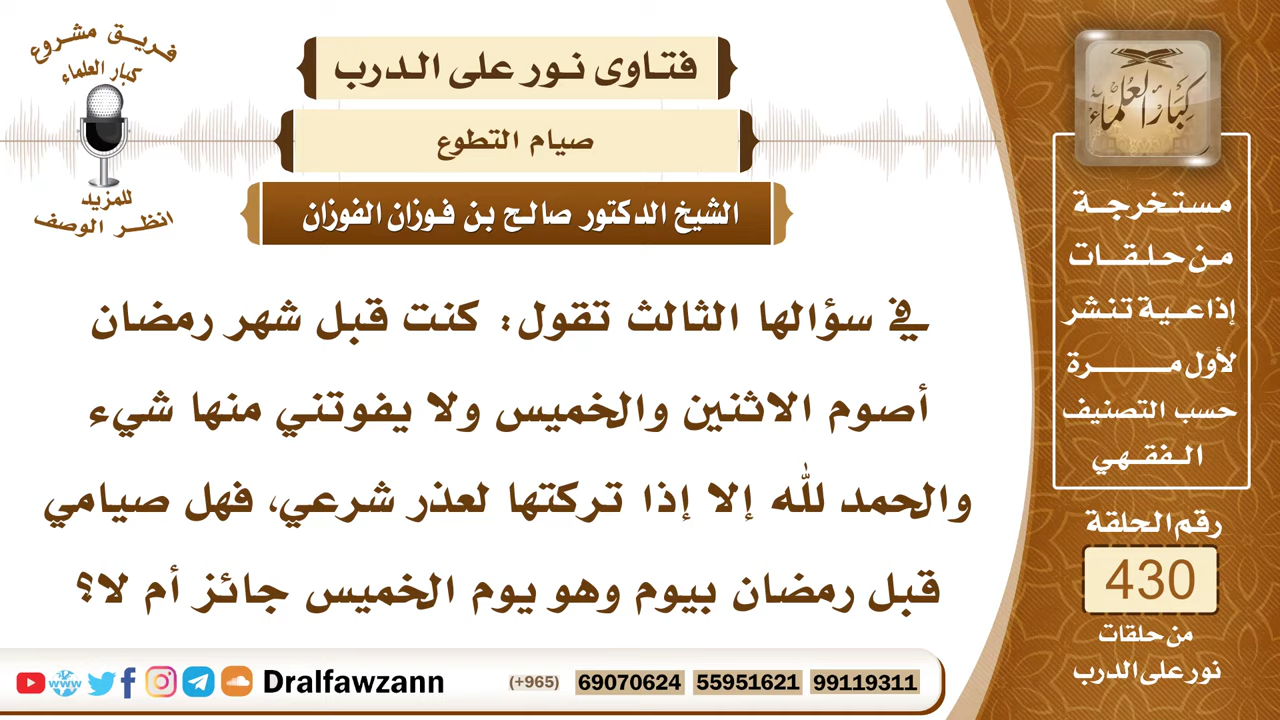 فريق مشروع
كبار العلماء
للمزيد
انظر الوصف
فتاوى نور على الدرب
صيام التطوع
الشيخ الدكتور صالح بن فوزان الفوزان
في سؤالها الثالث تقول: كنت قبل شهر رمضان
أصوم الاثنين والخميس ولا يفوتني منها شيء
والحمد لله إلا إذا تركتها لعذر شرعي، فهل صيامي
قبل رمضان بيوم وهو يوم الخميس جائز أم لا؟
كبار العلماء
مستخرجة
من حلقات
إذاعية تنشر
لأول مرة
حسب التصنيف
الفقهي
رقم الحلقة
430
من حلقات
نور على الدرب
www Dralfawzann (+965) 69070624 55951621 99119311